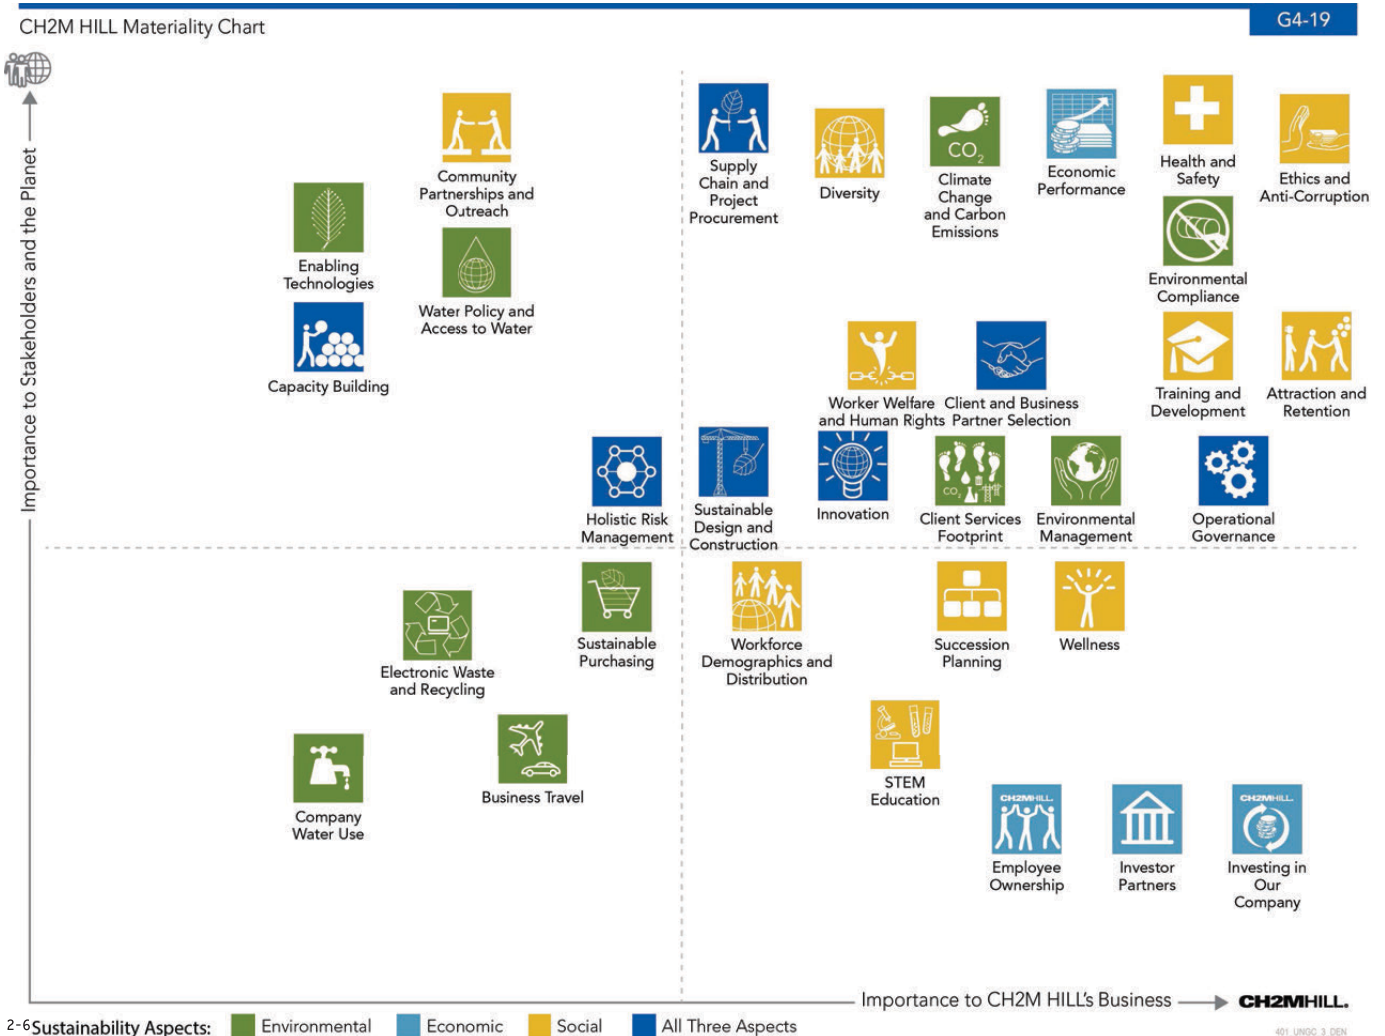 CH2M HILL Materiality Chart
G4-19
Importance to Stakeholders and the Planet
Community
Partnerships and
Outreach
Enabling
Technologies
Water Policy and
Access to Water
Capacity Building
Holistic Risk
Management
Supply
Chain and
Project
Procurement
Diversity
CO2
Climate
Change
and Carbon
Emissions
Economic
Performance
Health and
Safety
Ethics and
Anti-Corruption
Environmental
Compliance
Worker Welfare
and Human Rights
Client and Business
Partner Selection
Training and
Development
Attraction and
Retention
Sustainable
Design and
Construction
Innovation
CO2
Client Services
Footprint
Environmental
Management
Operational
Governance
Electronic Waste
and Recycling
Sustainable
Purchasing
Company
Water Use
Business Travel
Workforce
Demographics and
Distribution
Succession
Planning
Wellness
STEM
Education
CH2MHILL.
Employee
Ownership
Investor
Partners
CH2MHILL.
Investing in
Our
Company
Importance to CH2M HILL's Business
CH2MHILL.
2-6
Sustainability Aspects:
Environmental
Economic
Social
All Three Aspects
401_UNGC_3_DEN